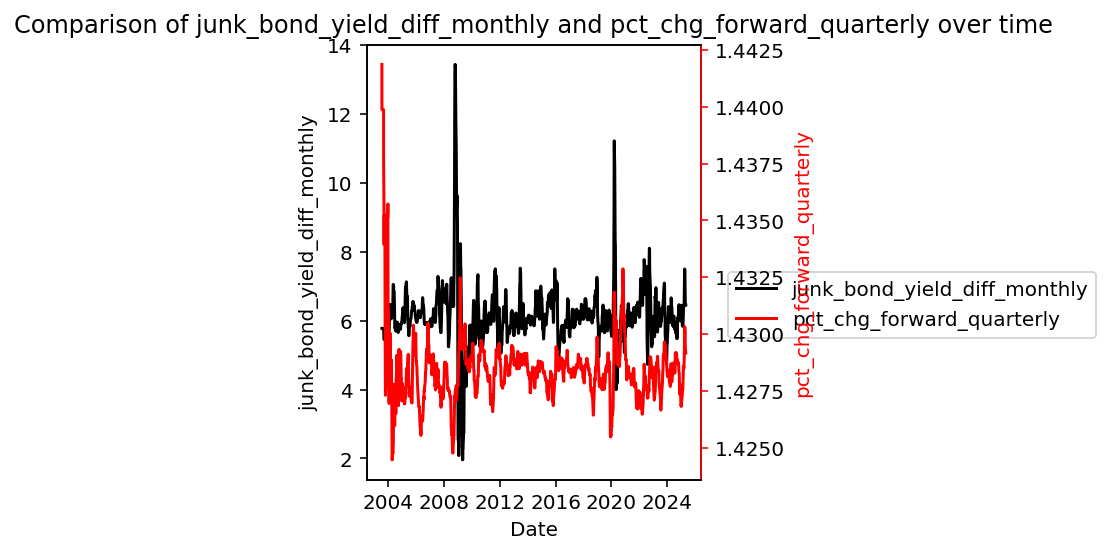 Comparison of junk_bond_yield_diff_monthly and pct_chg_forward_quarterly over time
14
12
10
8
6
4
2
junk_bond_yield_diff_monthly
1.4425
1.4400
1.4375
1.4350
1.4325
1.4300
1.4275
1.4250
pct_chg_forward_quarterly
junk_bond_yield_diff_monthly
pct_chg_forward_quarterly
2004 2008 2012 2016 2020 2024
Date